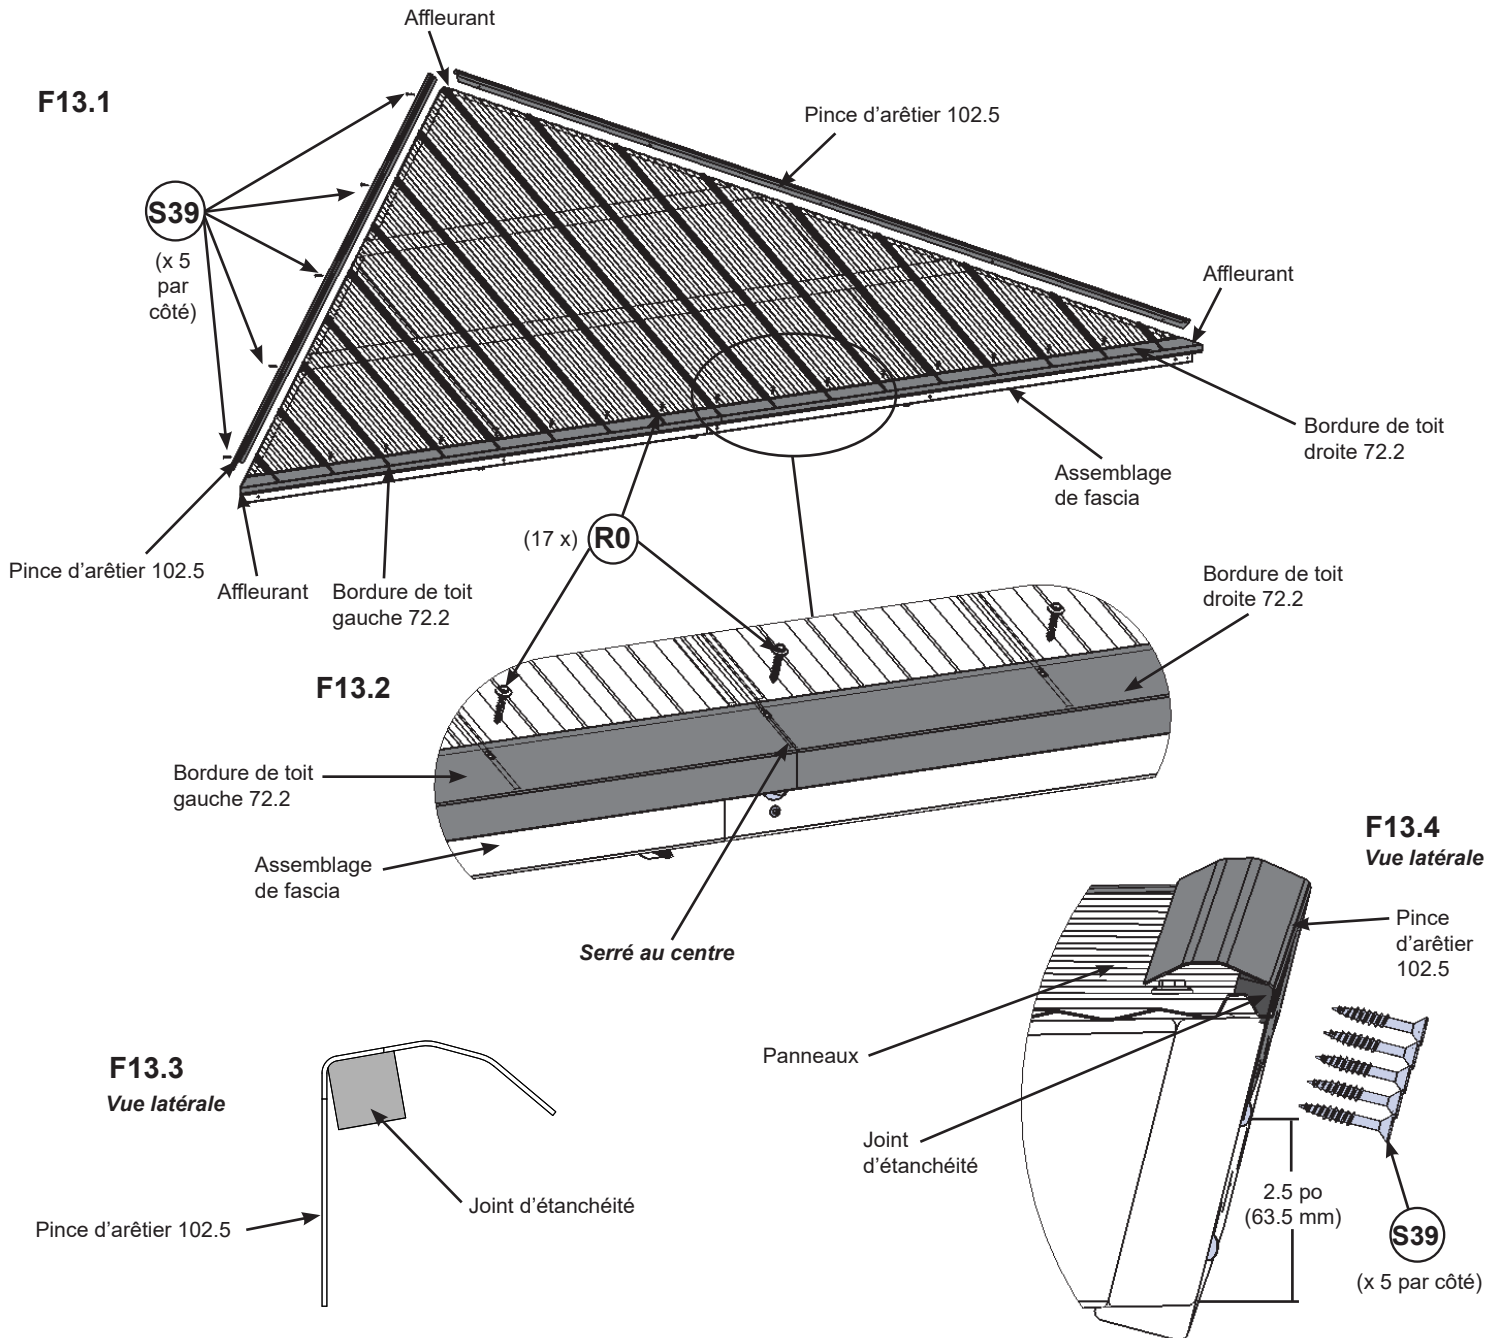 Affleurant
F13.1
Pince d'arêtier 102.5
S39
(x 5
par
côté)
Affleurant
Bordure de toit
droite 72.2
Assemblage
de fascia
(17 x)
R0
Pince d'arêtier 102.5
Affleurant
Bordure de toit
gauche 72.2
Bordure de toit
droite 72.2
F13.2
Bordure de toit
gauche 72.2
Assemblage
de fascia
Serré au centre
F13.4
Vue latérale
Pince
d'arêtier
102.5
Panneaux
F13.3
Vue latérale
Joint
d'étanchéité
Joint d'étanchéité
2.5 po
(63.5 mm)
Pince d'arêtier 102.5
S39
(x 5 par côté)